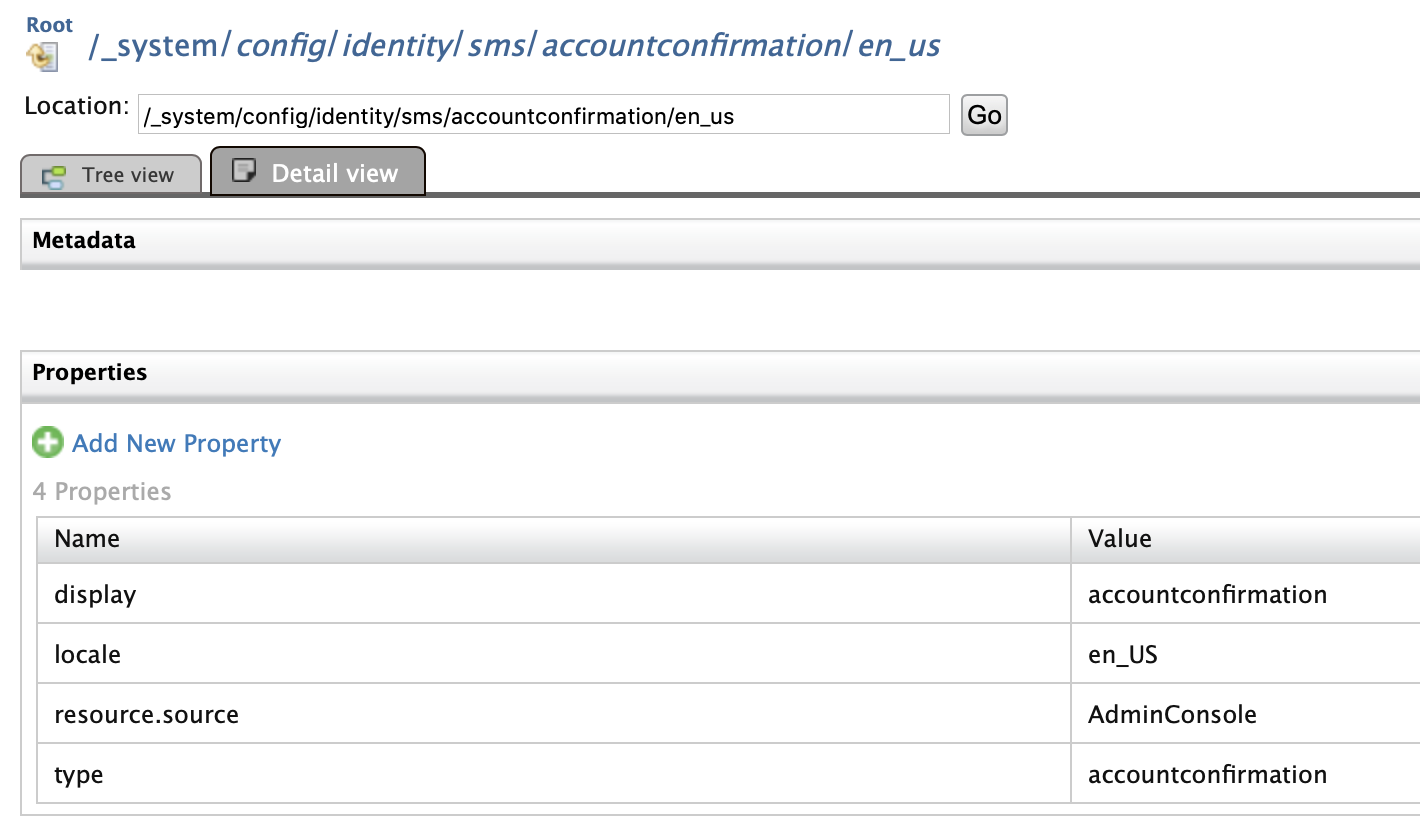 Root
/_system/config/identity/sms/accountconfirmation/en_us
Location: /_system/config/identity/sms/accountconfirmation/en_us Go
Tree view Detail view
Metadata
Properties
Add New Property
4 Properties
Name Value
display accountconfirmation
locale en_US
resource.source AdminConsole
type accountconfirmation